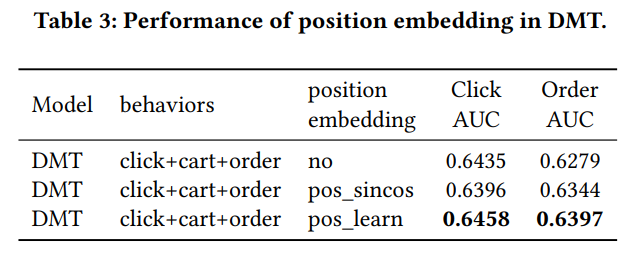 Table 3: Performance of position embedding in DMT.
Model behaviors position embedding Click AUC Order AUC
DMT click+cart+order no 0.6435 0.6279
DMT click+cart+order pos_sincos 0.6396 0.6344
DMT click+cart+order pos_learn 0.6458 0.6397